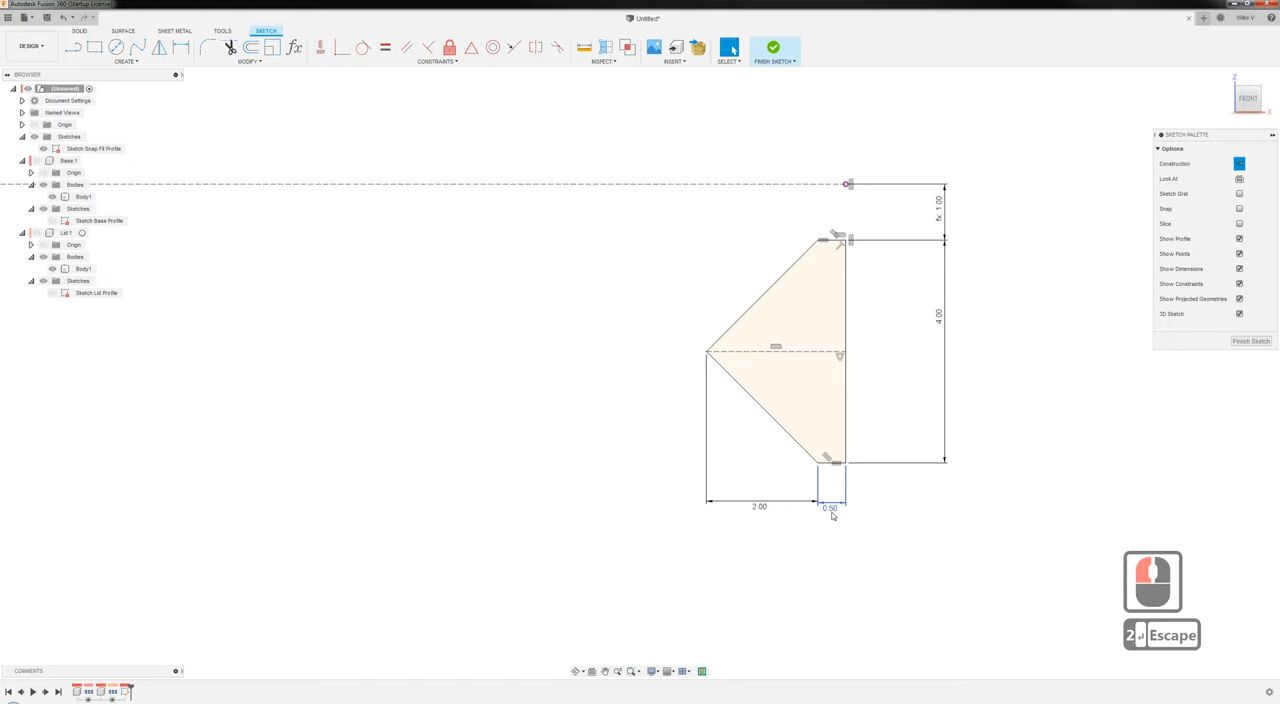 Autodesk Fusion 360 (Startup License)
Untitled*
Wilko V
DESIGN
SOLID SURFACE SHEET METAL TOOLS SKETCH
CREATE MODIFY CONSTRAINTS INSPECT INSERT SELECT FINISH SKETCH
BROWSER
(Unsaved)
Document Settings
Named Views
Origin
Sketches
Sketch Snap Fit Profile
Base:1
Origin
Bodies
Body1
Sketches
Sketch Base Profile
Lid:1
Origin
Bodies
Body1
Sketches
Sketch Lid Profile
Z
FRONT
X
SKETCH PALETTE
Options
Construction
Look At
Sketch Grid
Snap
Slice
Show Profile
Show Points
Show Dimensions
Show Constraints
Show Projected Geometries
3D Sketch
Finish Sketch
fx: 1.00
4.00
2.00
0.50
2 Escape
COMMENTS